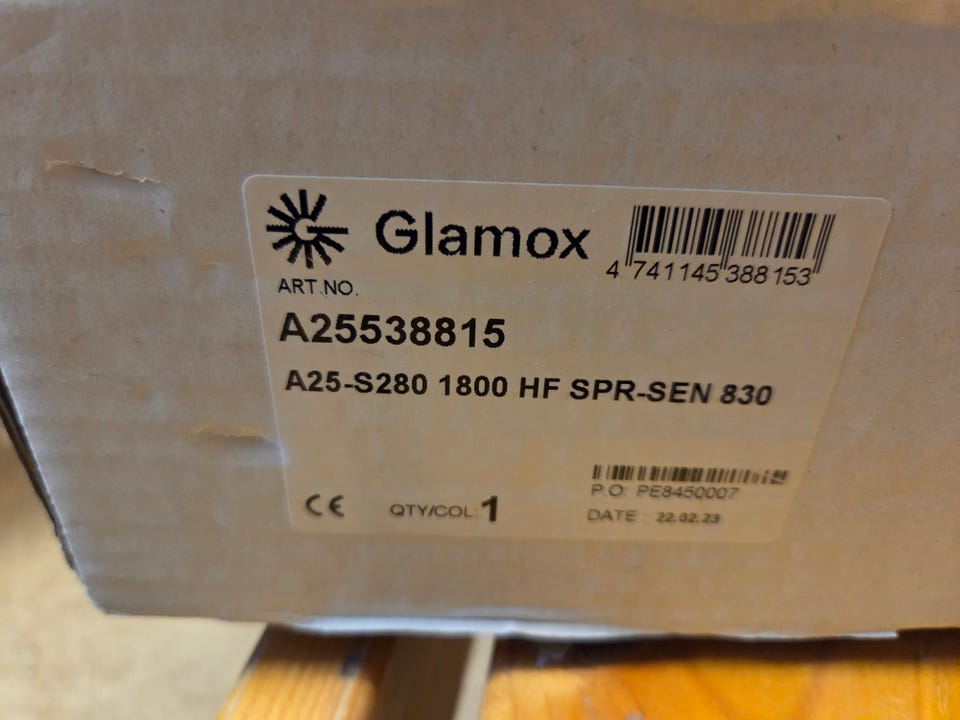 Glamox
4 741145 388153
ART.NO.
A25538815
A25-S280 1800 HF SPR-SEN 830
P.O: PE8450007
CE QTY/COL: 1
DATE: 22.02.23